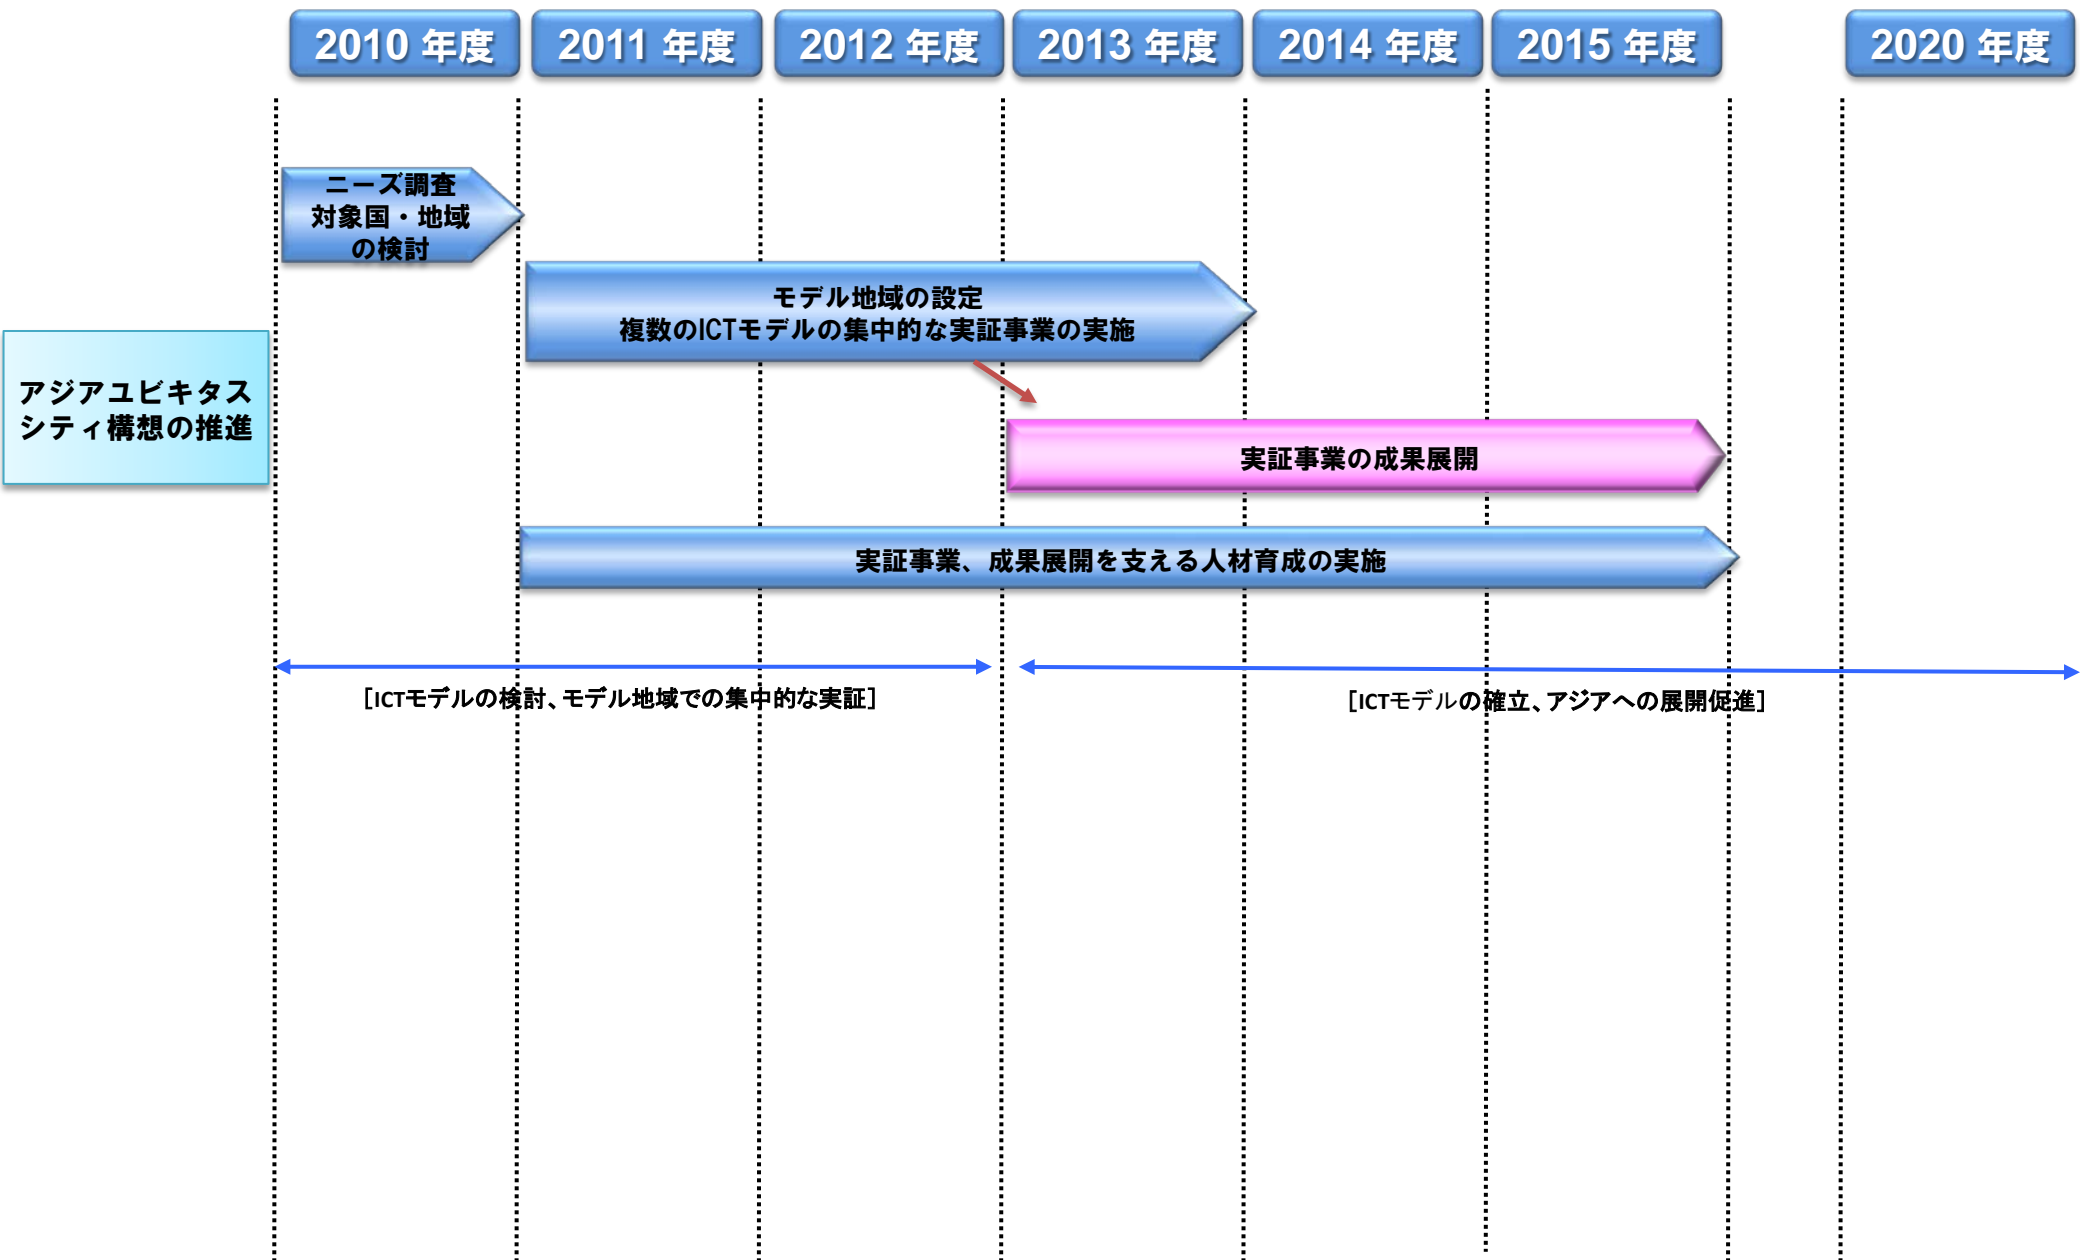 2010 年度
2011 年度
2012 年度
2013 年度
2014 年度
2015 年度
2020 年度
ニーズ調査
対象国・地域
の検討
モデル地域の設定
複数のICTモデルの集中的な実証事業の実施
アジアユビキタス
シティ構想の推進
実証事業の成果展開
実証事業、成果展開を支える人材育成の実施
［ICTモデルの検討、モデル地域での集中的な実証］
［ICTモデルの確立、アジアへの展開促進］